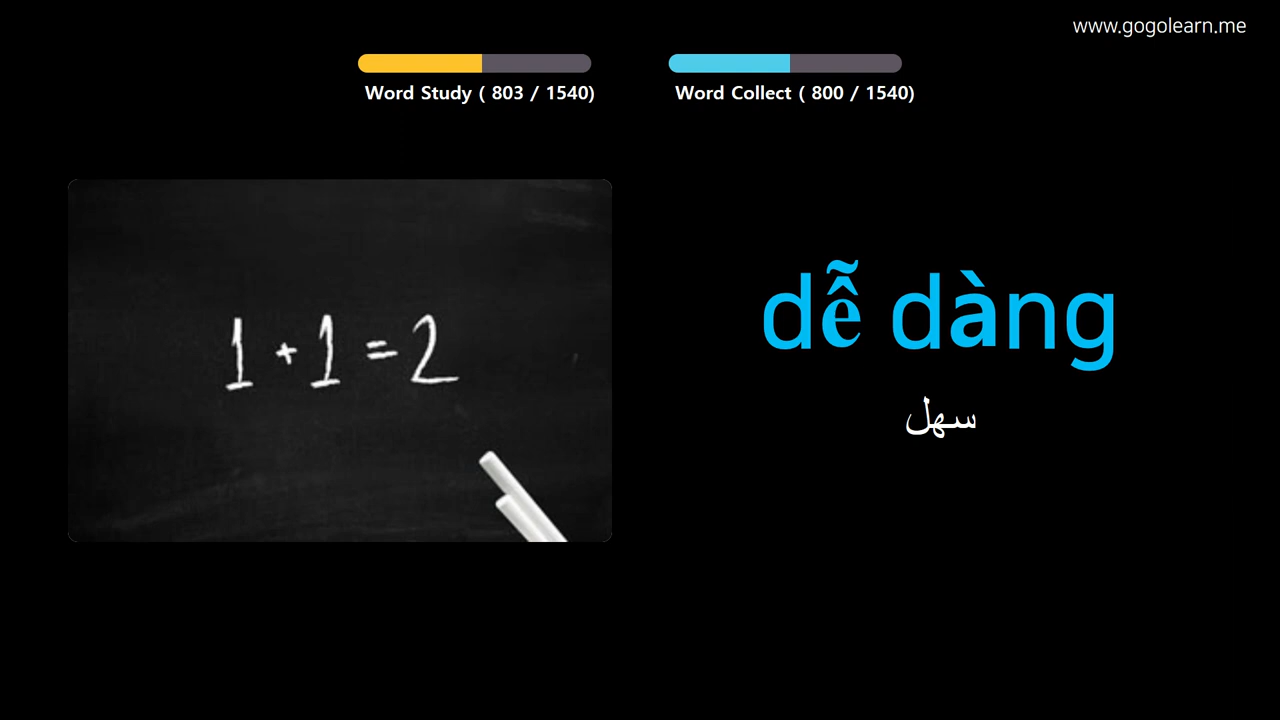 www.gogolearn.me
Word Study ( 803 / 1540)
Word Collect ( 800 / 1540)
1 + 1 = 2
dễ dàng
سهل